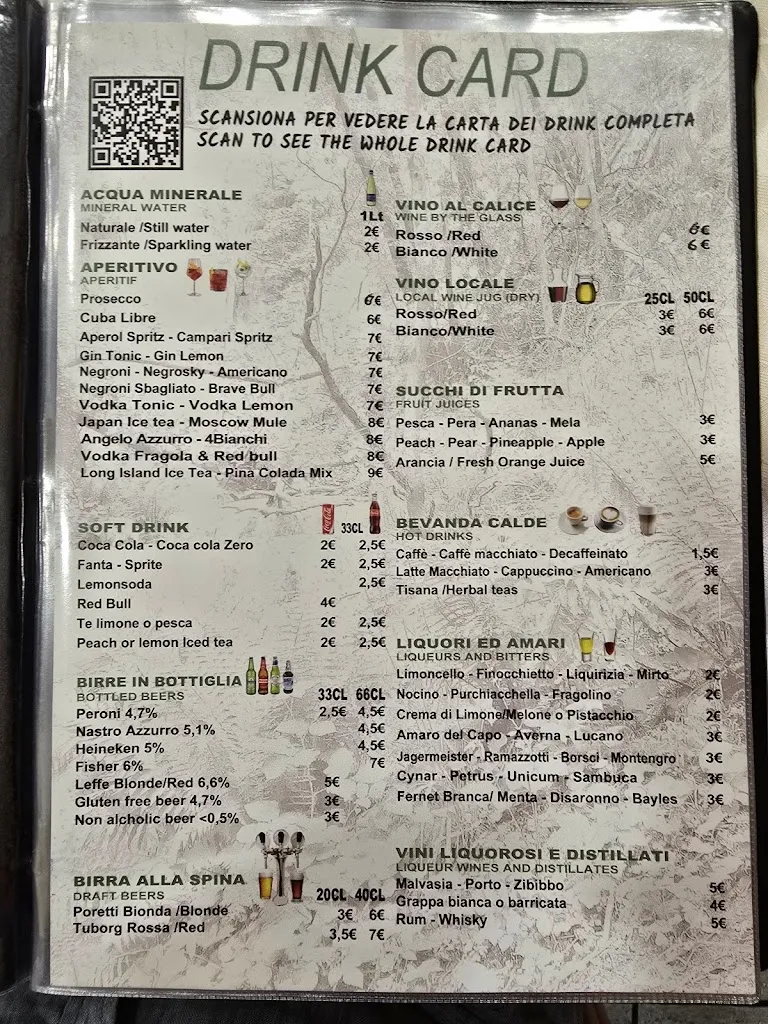 DRINK CARD
SCANSIONA PER VEDERE LA CARTA DEI DRINK COMPLETA
SCAN TO SEE THE WHOLE DRINK CARD
ACQUA MINERALE
MINERAL WATER
1Lt
Naturale /Still water 2€
Frizzante /Sparkling water 2€
APERITIVO
APERITIF
Prosecco 6€
Cuba Libre 6€
Aperol Spritz - Campari Spritz 7€
Gin Tonic - Gin Lemon 7€
Negroni - Negrosky - Americano 7€
Negroni Sbagliato - Brave Bull 7€
Vodka Tonic - Vodka Lemon 7€
Japan Ice tea - Moscow Mule 8€
Angelo Azzurro - 4Bianchi 8€
Vodka Fragola & Red bull 8€
Long Island Ice Tea - Pina Colada Mix 9€
SOFT DRINK 33CL
Coca Cola - Coca cola Zero 2€ 2,5€
Fanta - Sprite 2€ 2,5€
Lemonsoda 2,5€
Red Bull 4€
Te limone o pesca 2€ 2,5€
Peach or lemon Iced tea 2€ 2,5€
BIRRE IN BOTTIGLIA
BOTTLED BEERS 33CL 66CL
Peroni 4,7% 2,5€ 4,5€
Nastro Azzurro 5,1% 4,5€
Heineken 5% 4,5€
Fisher 6% 7€
Leffe Blonde/Red 6,6% 5€
Gluten free beer 4,7% 3€
Non alcholic beer <0,5% 3€
BIRRA ALLA SPINA
DRAFT BEERS 20CL 40CL
Poretti Bionda /Blonde 3€ 6€
Tuborg Rossa /Red 3,5€ 7€
VINO AL CALICE
WINE BY THE GLASS
Rosso /Red 6€
Bianco /White 6€
VINO LOCALE
LOCAL WINE JUG (DRY) 25CL 50CL
Rosso/Red 3€ 6€
Bianco/White 3€ 6€
SUCCHI DI FRUTTA
FRUIT JUICES
Pesca - Pera - Ananas - Mela 3€
Peach - Pear - Pineapple - Apple 3€
Arancia / Fresh Orange Juice 5€
BEVANDA CALDE
HOT DRINKS
Caffè - Caffè macchiato - Decaffeinato 1,5€
Latte Macchiato - Cappuccino - Americano 3€
Tisana /Herbal teas 3€
LIQUORI ED AMARI
LIQUEURS AND BITTERS
Limoncello - Finocchietto - Liquirizia - Mirto 2€
Nocino - Purchiacchella - Fragolino 2€
Crema di Limone/Melone o Pistacchio 2€
Amaro del Capo - Averna - Lucano 3€
Jagermeister - Ramazzotti - Borsci - Montengro 3€
Cynar - Petrus - Unicum - Sambuca 3€
Fernet Branca/ Menta - Disaronno - Bayles 3€
VINI LIQUOROSI E DISTILLATI
LIQUEUR WINES AND DISTILLATES
Malvasia - Porto - Zibibbo 5€
Grappa bianca o barricata 4€
Rum - Whisky 5€